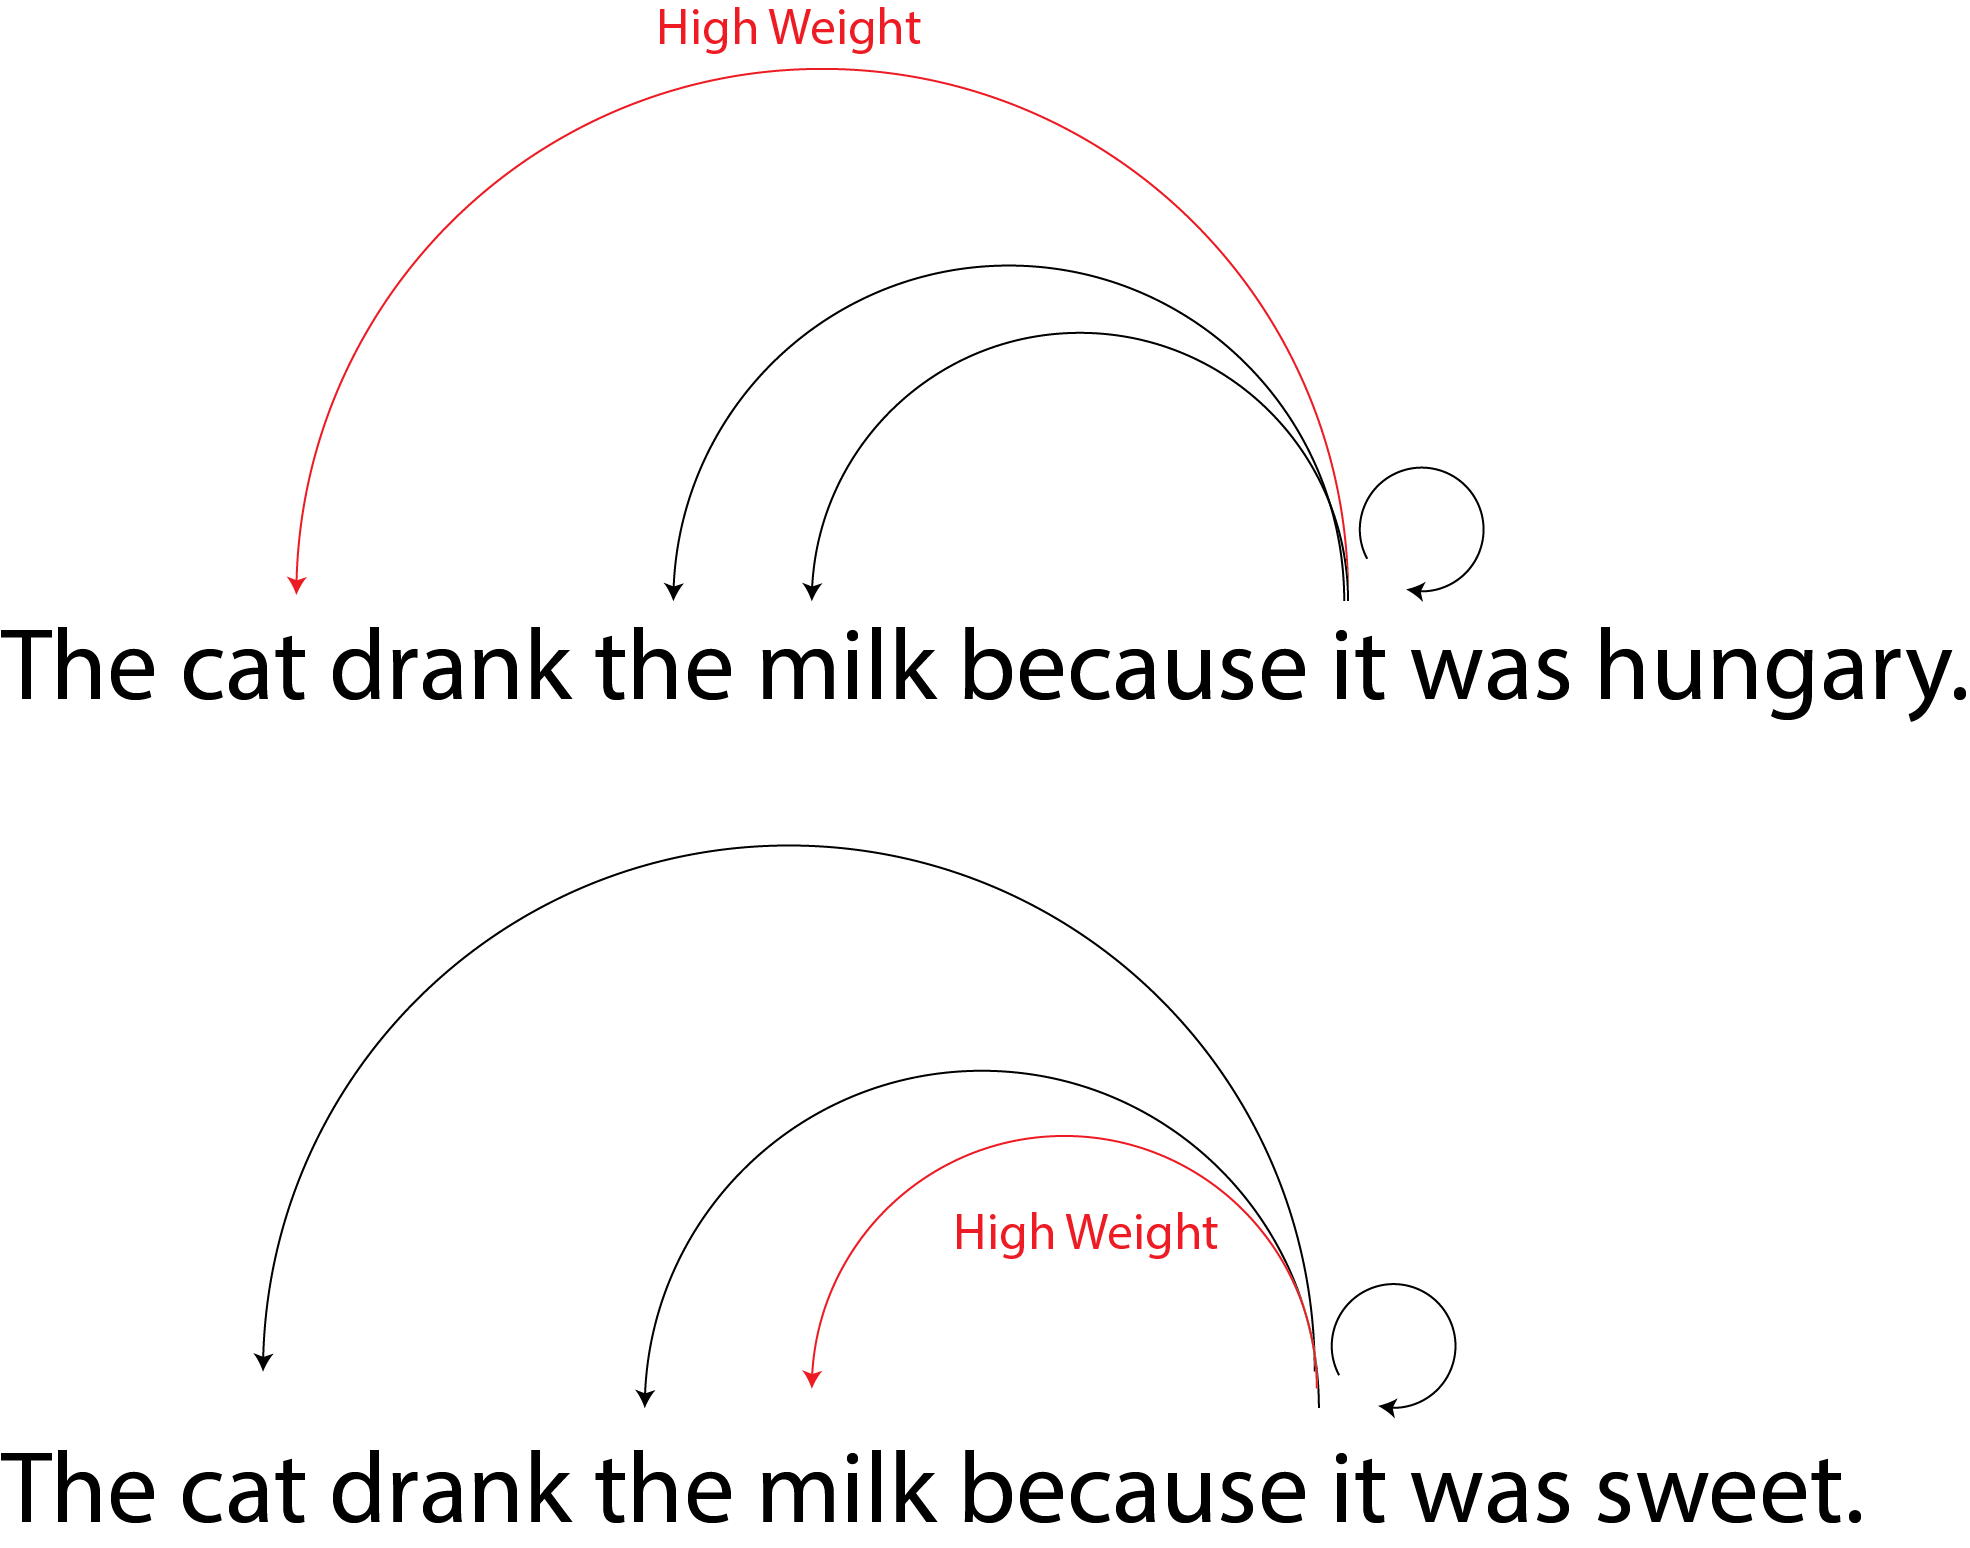 High Weight
The cat drank the milk because it was hungary.
High Weight
The cat drank the milk because it was sweet.